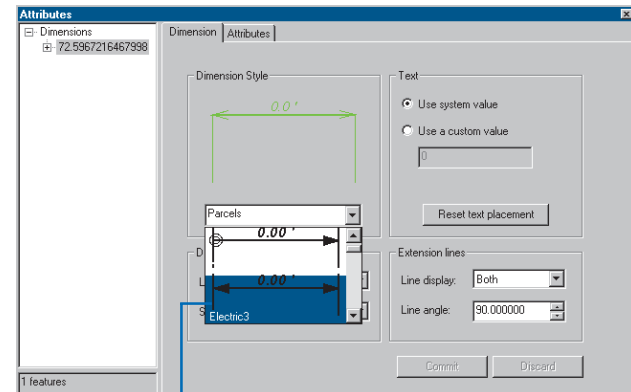 Attributes
Dimensions
72.5967216467998
Dimension Attributes
Dimension Style
0.0 '
Parcels
0.00 '
0.00 '
Electric3
D
L
S
Text
Use system value
Use a custom value
0
Reset text placement
Extension lines
Line display: Both
Line angle: 90.000000
Commit Discard
1 features